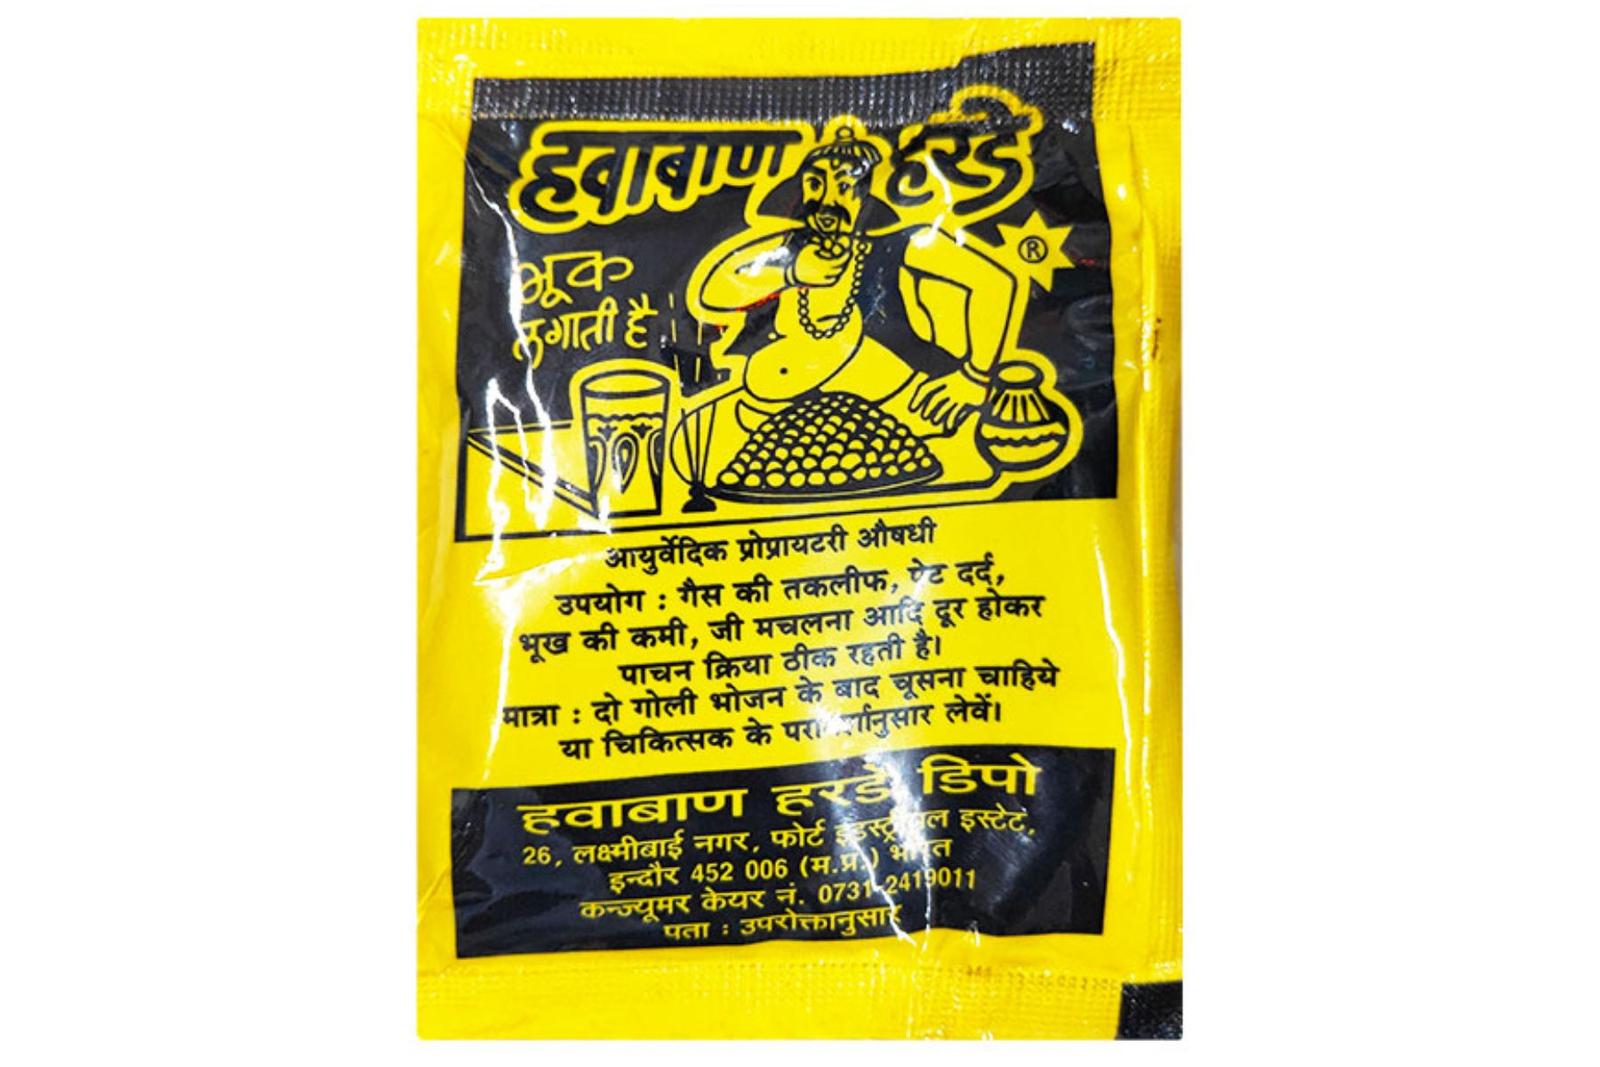 हवाबाण हरडे
®
भूक
लगाती है
आयुर्वेदिक प्रोप्रायटरी औषधी
उपयोग : गैस की तकलीफ, पेट दर्द,
भूख की कमी, जी मचलना आदि दूर होकर
पाचन क्रिया ठीक रहती है।
मात्रा : दो गोली भोजन के बाद चूसना चाहिये
या चिकित्सक के परामर्शानुसार लेवें।
हवाबाण हरडे डिपो
26, लक्ष्मीबाई नगर, फोर्ट इंडस्ट्रीयल इस्टेट,
इन्दौर 452 006 (म.प्र.) भारत
कन्ज्यूमर केयर नं. 0731-2419011
पता : उपरोक्तानुसार